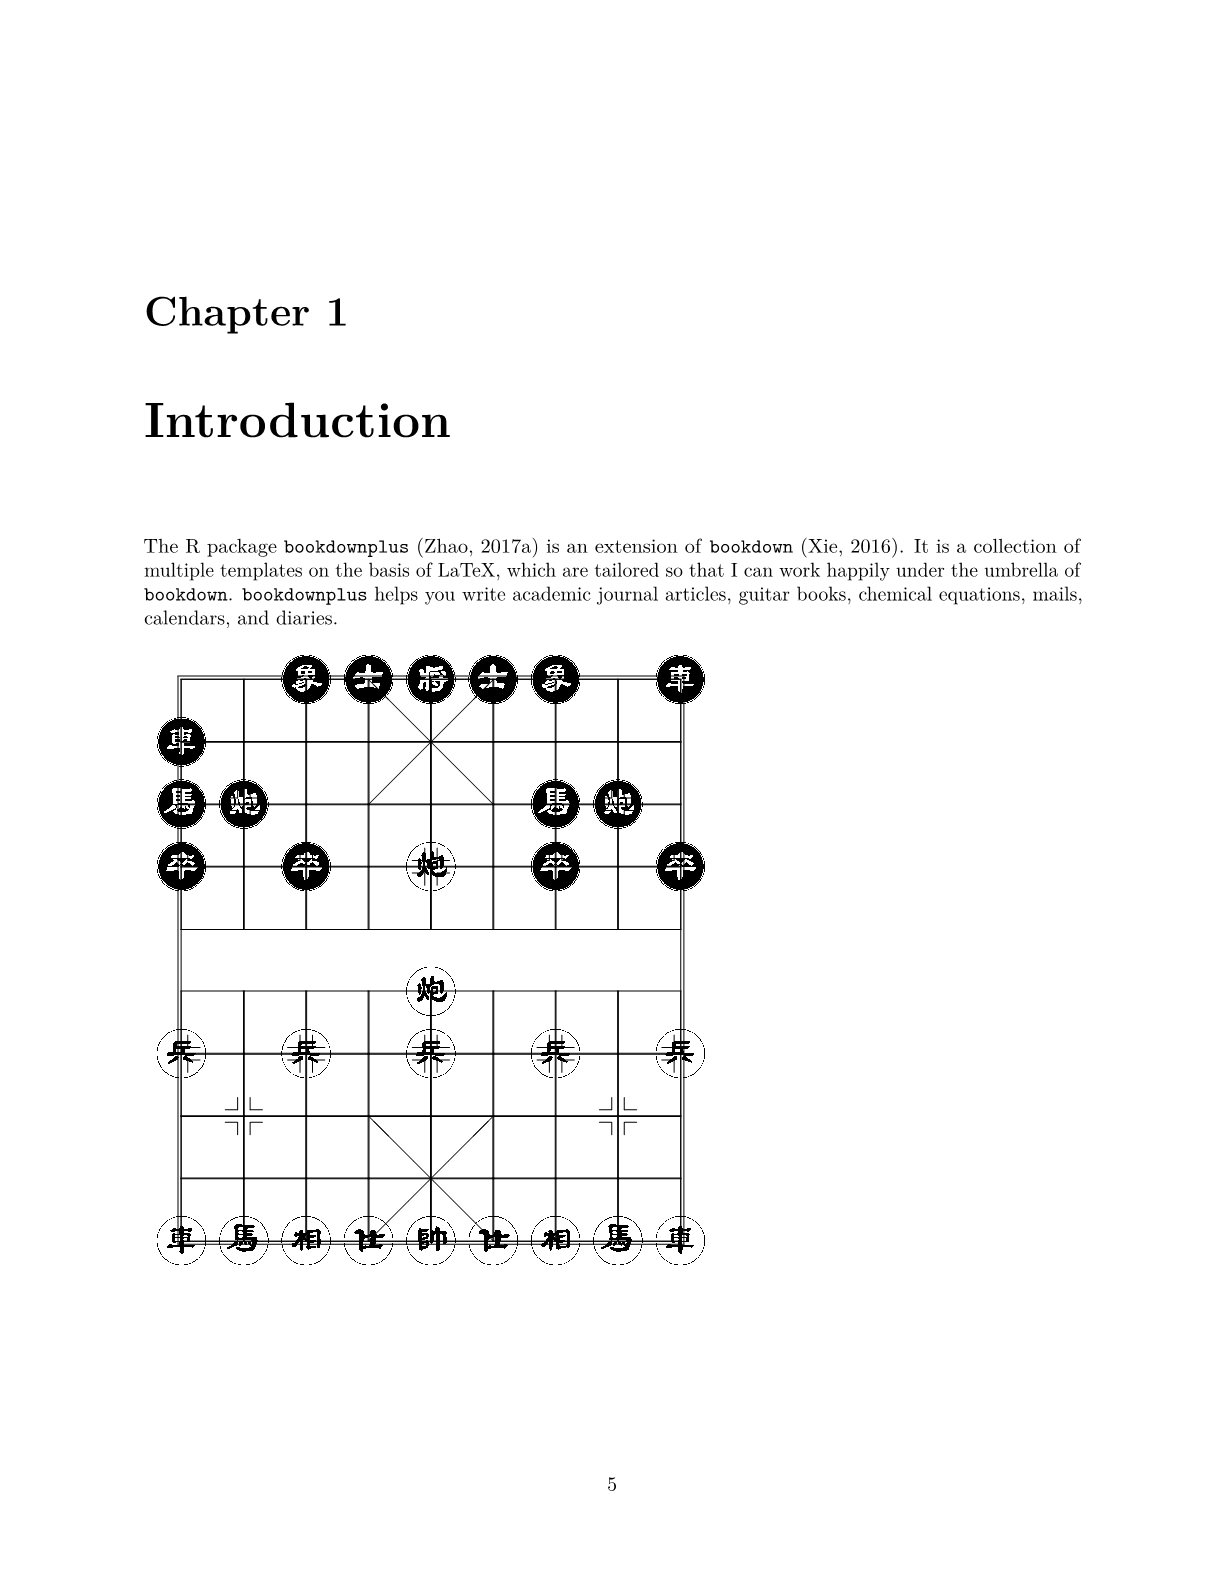 Chapter 1
Introduction
The R package bookdownplus (Zhao, 2017a) is an extension of bookdown (Xie, 2016). It is a collection of
multiple templates on the basis of LaTeX, which are tailored so that I can work happily under the umbrella of
bookdown. bookdownplus helps you write academic journal articles, guitar books, chemical equations, mails,
calendars, and diaries.
象 士 將 士 象 車
車
馬 炮 馬 炮
卒 卒 炮 卒 卒
炮
兵 兵 兵 兵 兵
車 馬 相 仕 帥 仕 相 馬 車
5